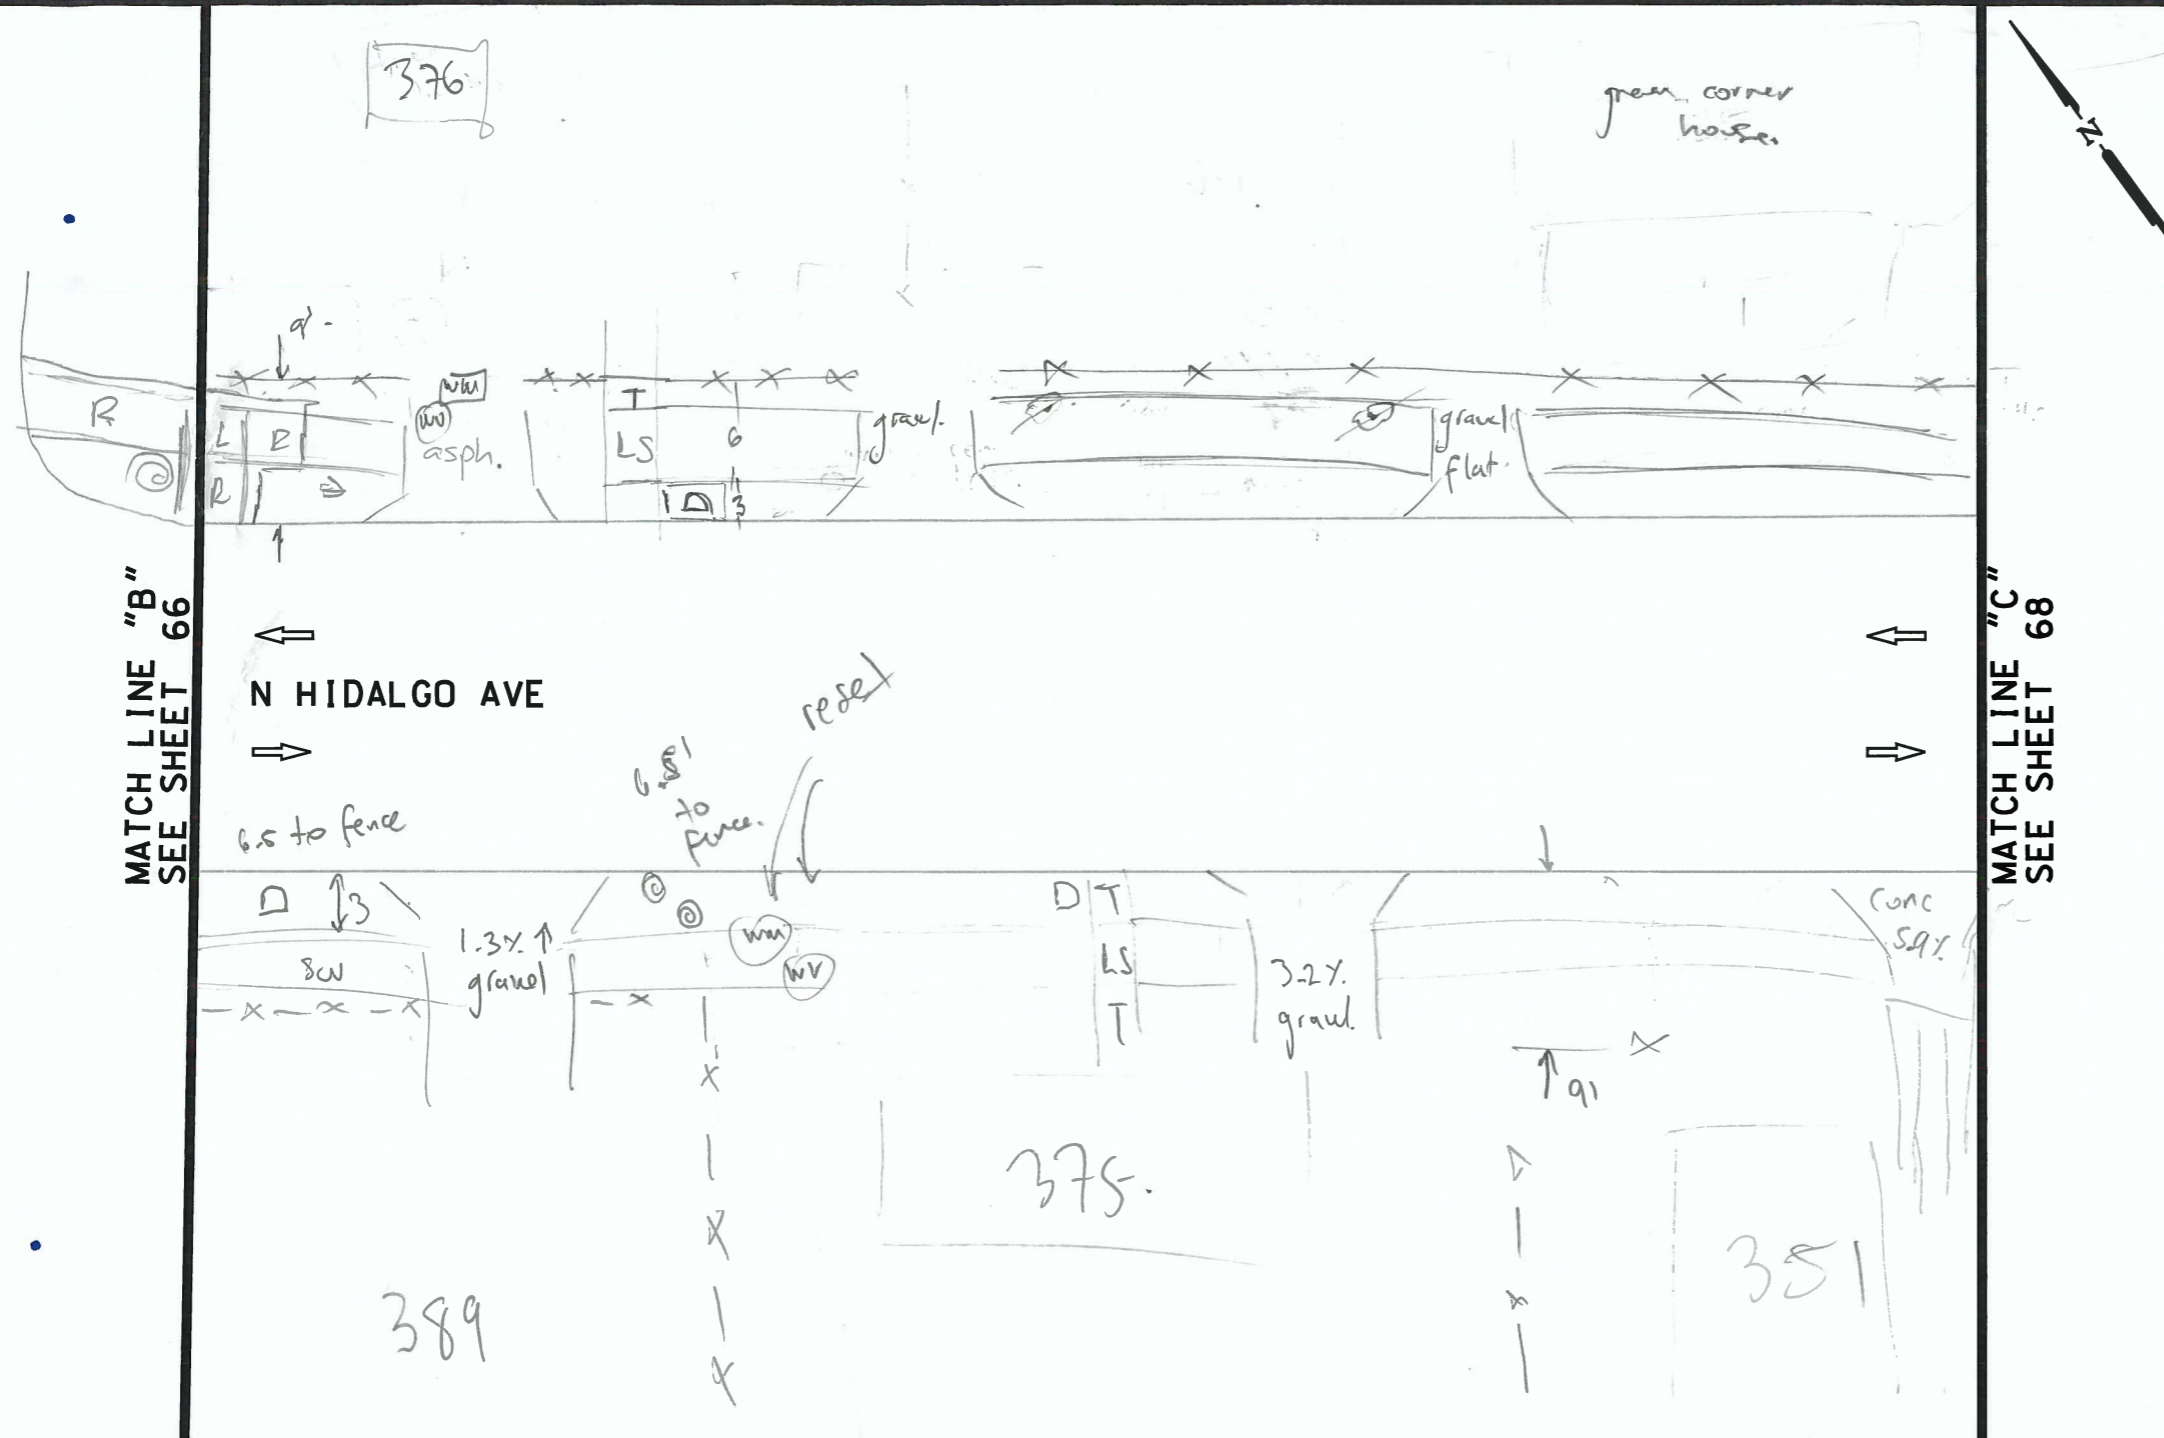 376
green corner
house.
N
9'-
wm
wv
asph.
R
L
R
R
T
LS
6
D
3
gravel.
gravel
flat.
MATCH LINE "B"
SEE SHEET 66
N HIDALGO AVE
MATCH LINE "C"
SEE SHEET 68
reset
6.5'
to
fence.
6.5 to fence
D
3
SW
1.3% ↑
gravel
wm
wv
D
T
LS
T
3.2%
gravel.
conc
5.9%
9'
375.
351
389